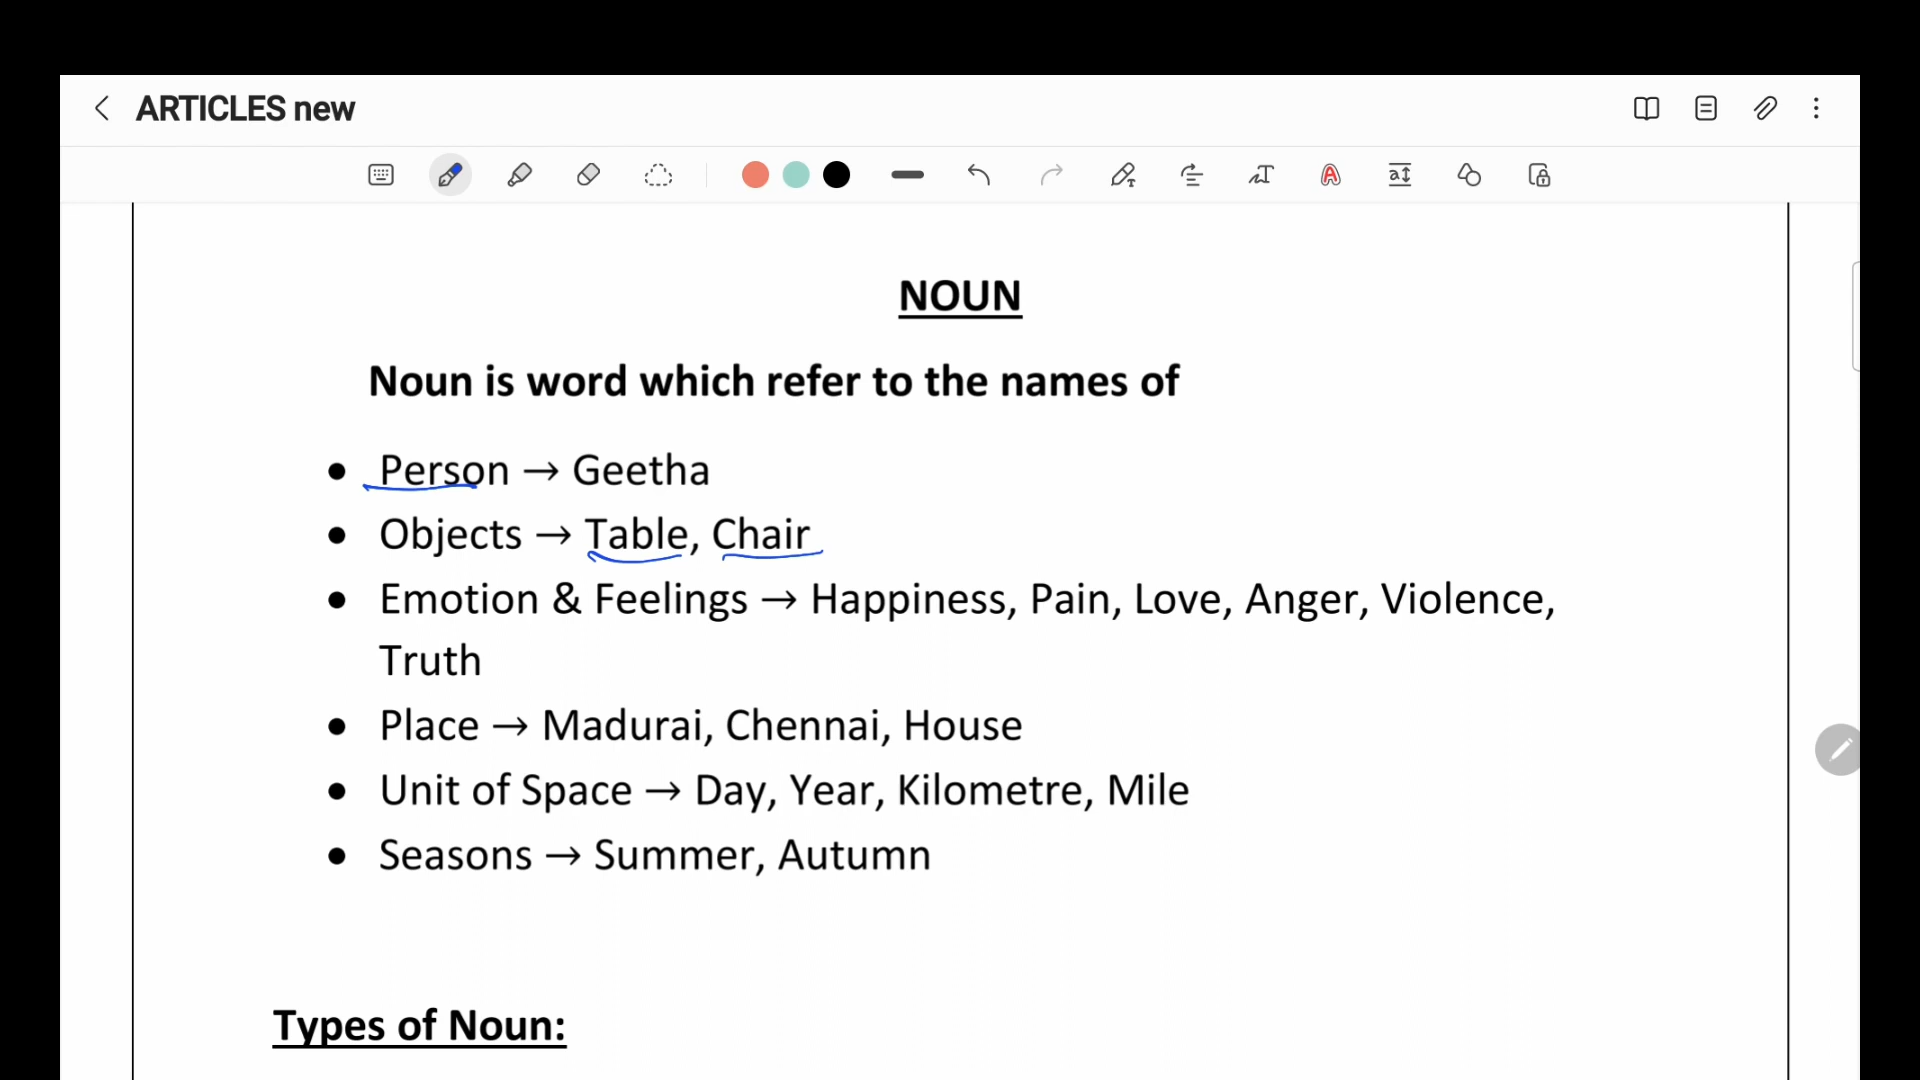 ARTICLES new
NOUN
Noun is word which refer to the names of
• Person → Geetha
• Objects → Table, Chair
• Emotion & Feelings → Happiness, Pain, Love, Anger, Violence,
Truth
• Place → Madurai, Chennai, House
• Unit of Space → Day, Year, Kilometre, Mile
• Seasons → Summer, Autumn
Types of Noun: